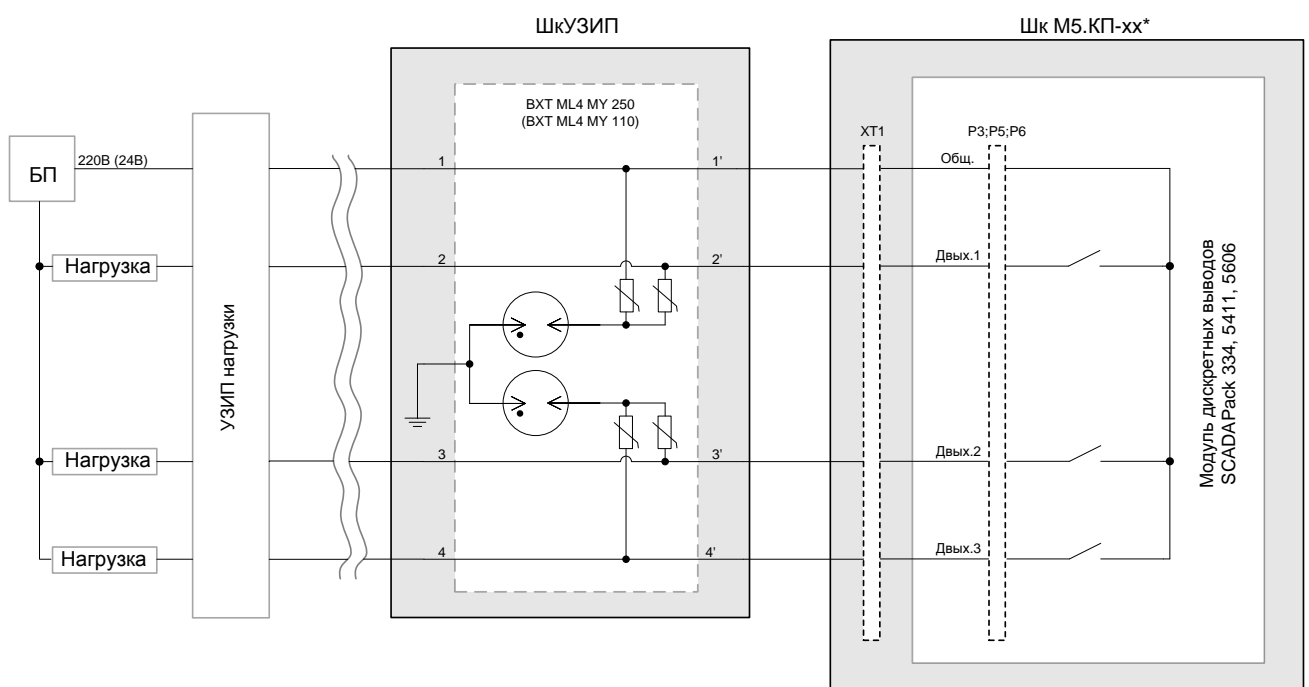 ШкУЗИП
Шк М5.КП-хх*
BXT ML4 MY 250
(BXT ML4 MY 110)
XT1
P3;P5;P6
БП
220В (24В)
1
1'
Общ.
Нагрузка
2
2'
Двых.1
УЗИП нагрузки
Модуль дискретных выводов
SCADAPack 334, 5411, 5606
Нагрузка
3
3'
Двых.2
Нагрузка
4
4'
Двых.3